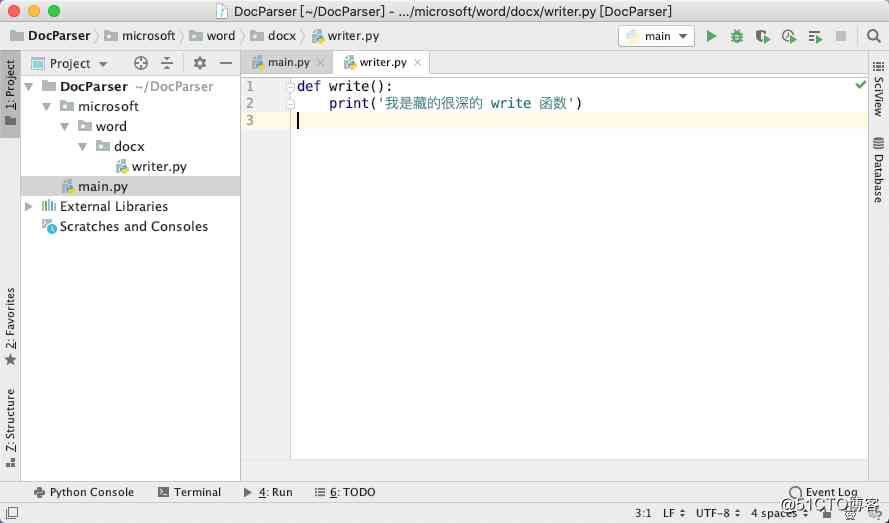 DocParser [~/DocParser] - .../microsoft/word/docx/writer.py [DocParser]
DocParser microsoft word docx writer.py main
1: Project
Project
main.py writer.py
DocParser ~/DocParser
microsoft
word
docx
writer.py
main.py
External Libraries
Scratches and Consoles
1 def write():
2 print('我是藏的很深的 write 函数')
3
SciView
Database
2: Favorites
Z: Structure
Python Console Terminal 4: Run 6: TODO Event Log
3:1 LF UTF-8 4 spaces
@51CTO博客